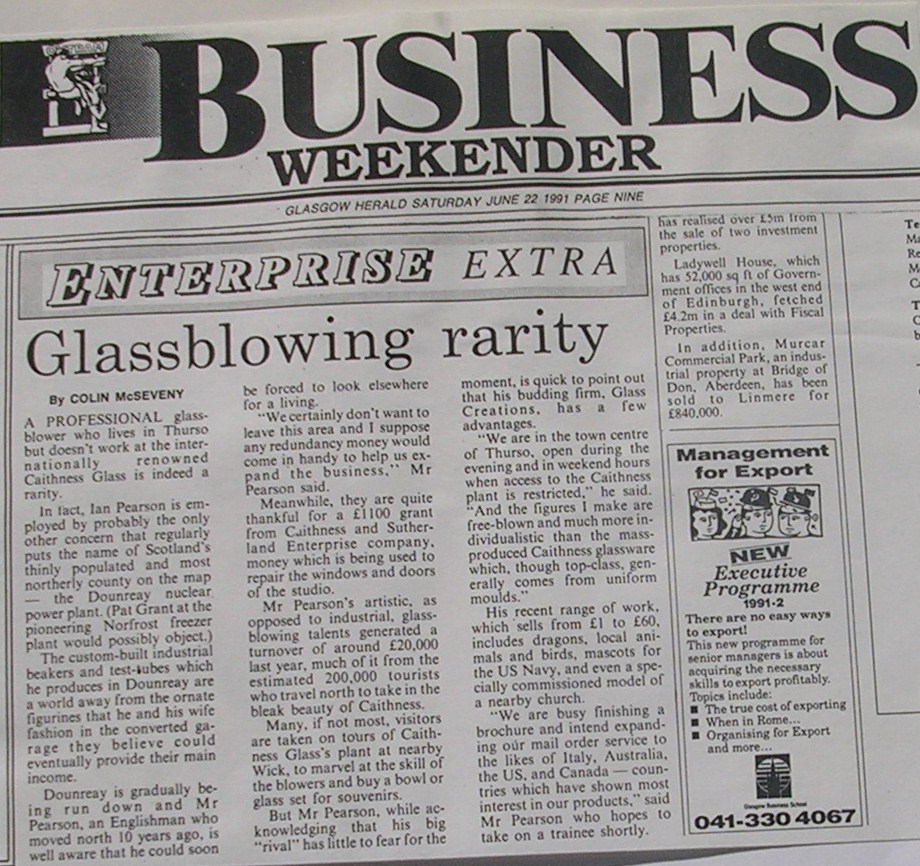 BUSINESS
WEEKENDER
GLASGOW HERALD SATURDAY JUNE 22 1991 PAGE NINE
ENTERPRISE EXTRA
Glassblowing rarity
By COLIN McSEVENY
A PROFESSIONAL glass-
blower who lives in Thurso
but doesn't work at the inter-
nationally renowned
Caithness Glass is indeed a
rarity.
In fact, Ian Pearson is em-
ployed by probably the only
other concern that regularly
puts the name of Scotland's
thinly populated and most
northerly county on the map
— the Dounreay nuclear
power plant. (Pat Grant at the
pioneering Norfrost freezer
plant would possibly object.)
The custom-built industrial
beakers and test-tubes which
he produces in Dounreay are
a world away from the ornate
figurines that he and his wife
fashion in the converted ga-
rage they believe could
eventually provide their main
income.
Dounreay is gradually be-
ing run down and Mr
Pearson, an Englishman who
moved north 10 years ago, is
well aware that he could soon
be forced to look elsewhere
for a living.
"We certainly don't want to
leave this area and I suppose
any redundancy money would
come in handy to help us ex-
pand the business," Mr
Pearson said.
Meanwhile, they are quite
thankful for a £1100 grant
from Caithness and Suther-
land Enterprise company,
money which is being used to
repair the windows and doors
of the studio.
Mr Pearson's artistic, as
opposed to industrial, glass-
blowing talents generated a
turnover of around £20,000
last year, much of it from the
estimated 200,000 tourists
who travel north to take in the
bleak beauty of Caithness.
Many, if not most, visitors
are taken on tours of Caith-
ness Glass's plant at nearby
Wick, to marvel at the skill of
the blowers and buy a bowl or
glass set for souvenirs.
But Mr Pearson, while ac-
knowledging that his big
"rival" has little to fear for the
moment, is quick to point out
that his budding firm, Glass
Creations, has a few
advantages.
"We are in the town centre
of Thurso, open during the
evening and in weekend hours
when access to the Caithness
plant is restricted," he said.
"And the figures I make are
free-blown and much more in-
dividualistic than the mass-
produced Caithness glassware
which, though top-class, gen-
erally comes from uniform
moulds."
His recent range of work,
which sells from £1 to £60,
includes dragons, local ani-
mals and birds, mascots for
the US Navy, and even a spe-
cially commissioned model of
a nearby church.
"We are busy finishing a
brochure and intend expand-
ing our mail order service to
the likes of Italy, Australia,
the US, and Canada — coun-
tries which have shown most
interest in our products," said
Mr Pearson who hopes to
take on a trainee shortly.
has realised over £5m from
the sale of two investment
properties.
Ladywell House, which
has 52,000 sq ft of Govern-
ment offices in the west end
of Edinburgh, fetched
£4.2m in a deal with Fiscal
Properties.
In addition, Murcar
Commercial Park, an indus-
trial property at Bridge of
Don, Aberdeen, has been
sold to Linmere for
£840,000.
Management
for Export
NEW
Executive
Programme
1991-2
There are no easy ways
to export!
This new programme for
senior managers is about
acquiring the necessary
skills to export profitably.
Topics include:
■ The true cost of exporting
■ When in Rome...
■ Organising for Export
and more...
Glasgow Business School
041-330 4067